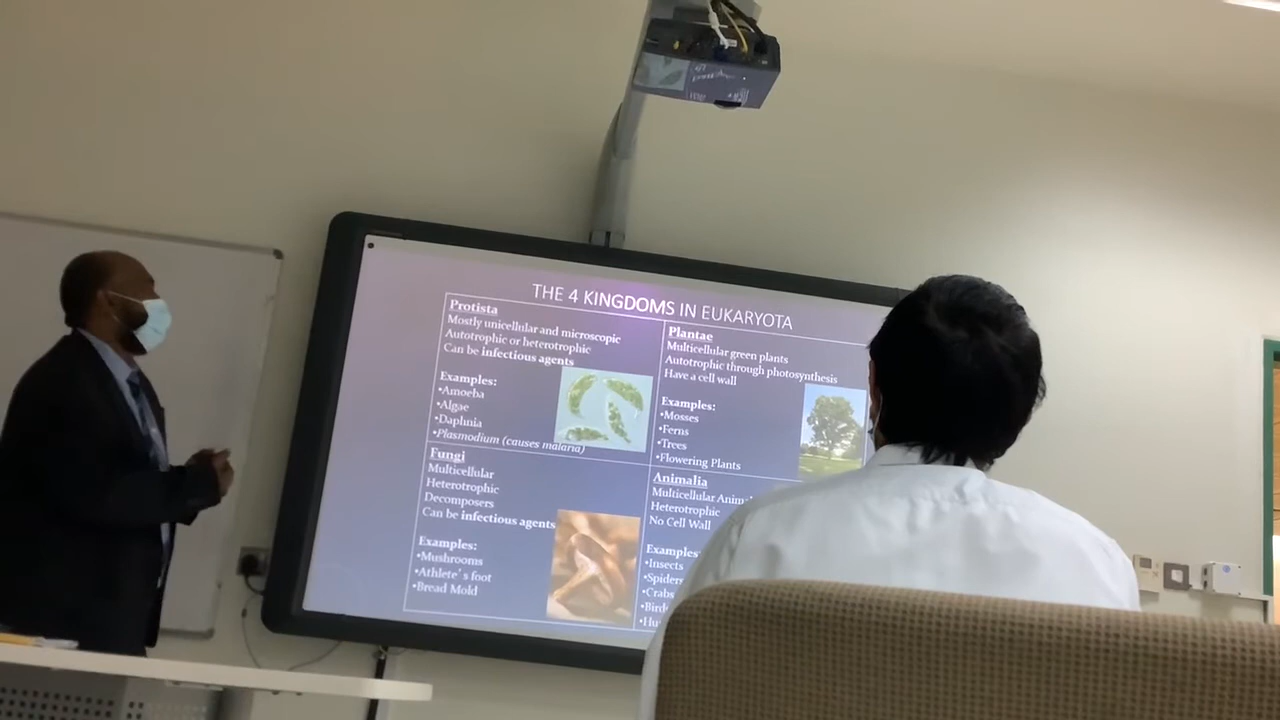 THE 4 KINGDOMS IN EUKARYOTA
Protista
Mostly unicellular and microscopic
Autotrophic or heterotrophic
Can be infectious agents
Examples:
•Amoeba
•Algae
•Daphnia
•Plasmodium (causes malaria)
Plantae
Multicellular green plants
Autotrophic through photosynthesis
Have a cell wall
Examples:
•Mosses
•Ferns
•Trees
•Flowering Plants
Fungi
Multicellular
Heterotrophic
Decomposers
Can be infectious agents
Examples:
•Mushrooms
•Athlete's foot
•Bread Mold
Animalia
Multicellular
Heterotrophic
No Cell Wall
Examples:
•Insects